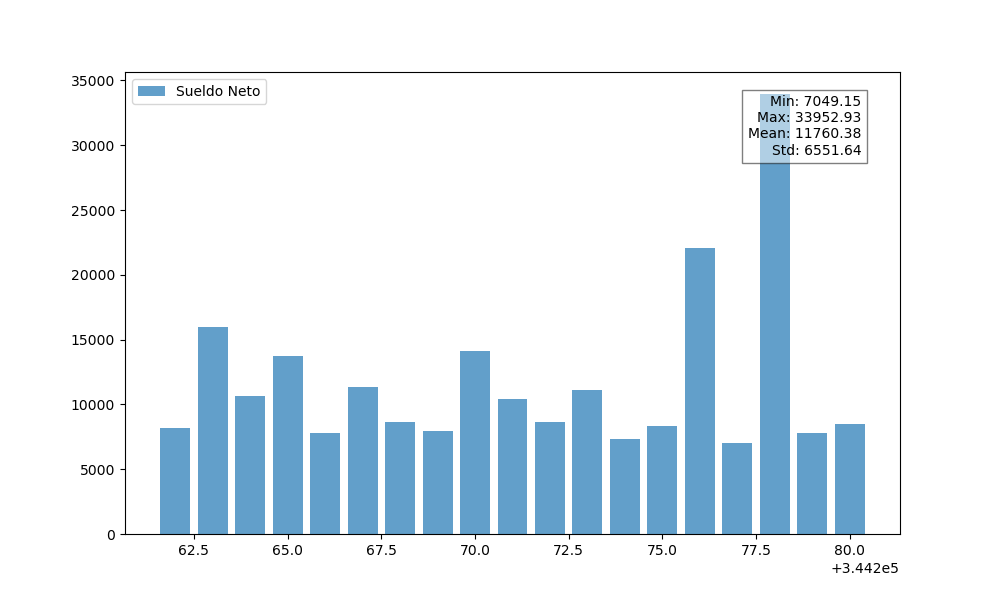 Sueldo Neto
Min: 7049.15
Max: 33952.93
Mean: 11760.38
Std: 6551.64
35000
30000
25000
20000
15000
10000
5000
0
62.5 65.0 67.5 70.0 72.5 75.0 77.5 80.0
+3.442e5